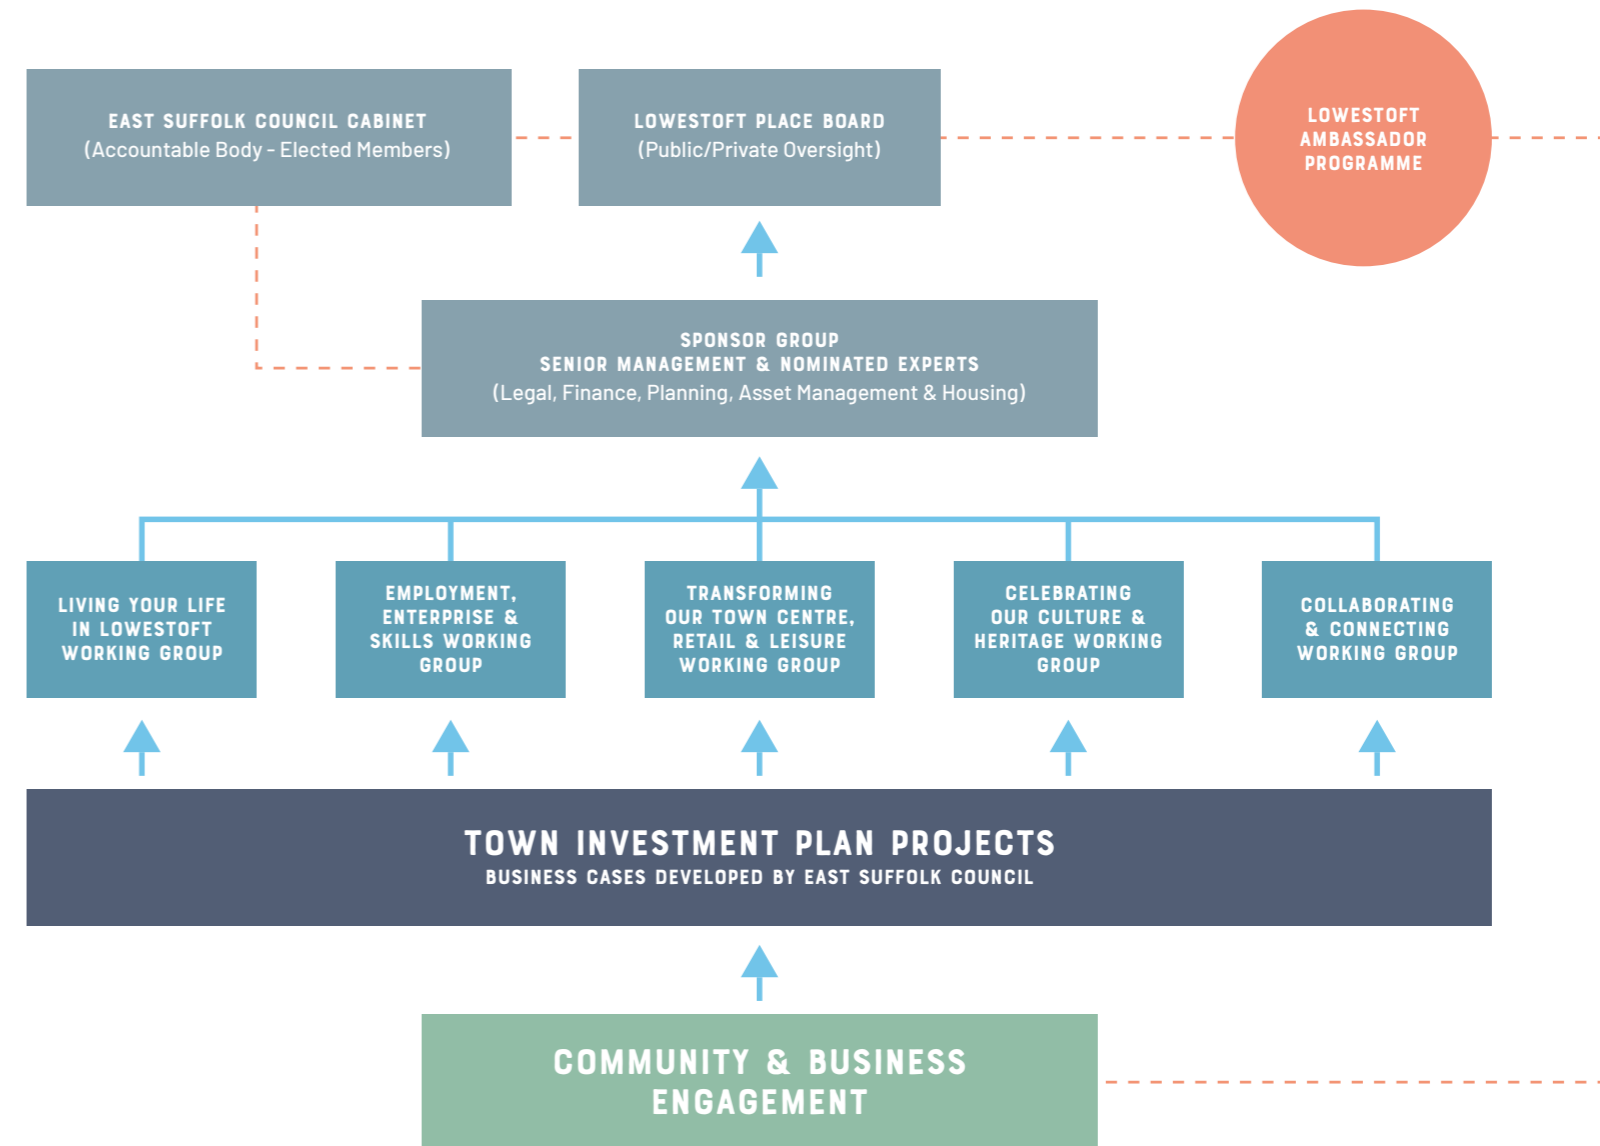 EAST SUFFOLK COUNCIL CABINET
(Accountable Body - Elected Members)
LOWESTOFT PLACE BOARD
(Public/Private Oversight)
LOWESTOFT
AMBASSADOR
PROGRAMME
SPONSOR GROUP
SENIOR MANAGEMENT & NOMINATED EXPERTS
(Legal, Finance, Planning, Asset Management & Housing)
LIVING YOUR LIFE
IN LOWESTOFT
WORKING GROUP
EMPLOYMENT,
ENTERPRISE &
SKILLS WORKING
GROUP
TRANSFORMING
OUR TOWN CENTRE,
RETAIL & LEISURE
WORKING GROUP
CELEBRATING
OUR CULTURE &
HERITAGE WORKING
GROUP
COLLABORATING
& CONNECTING
WORKING GROUP
TOWN INVESTMENT PLAN PROJECTS
BUSINESS CASES DEVELOPED BY EAST SUFFOLK COUNCIL
COMMUNITY & BUSINESS
ENGAGEMENT